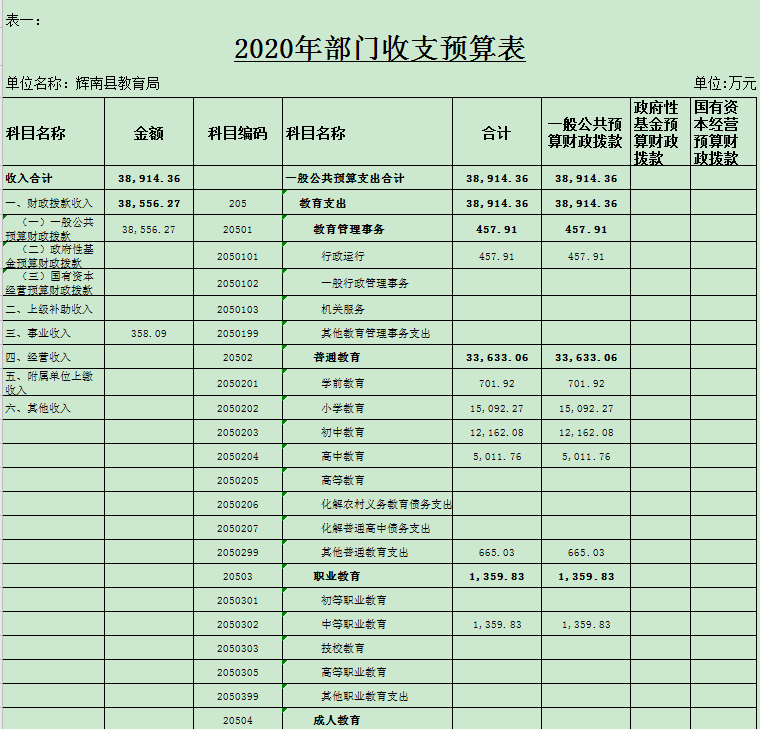 表一：
2020年部门收支预算表
单位名称：辉南县教育局 单位:万元
科目名称 金额 科目编码 科目名称 合计 一般公共预算财政拨款 政府性基金预算财政拨款 国有资本经营预算财政拨款
收入合计 38,914.36 一般公共预算支出合计 38,914.36 38,914.36
一、财政拨款收入 38,556.27 205 教育支出 38,914.36 38,914.36
（一）一般公共预算财政拨款 38,556.27 20501 教育管理事务 457.91 457.91
（二）政府性基金预算财政拨款 2050101 行政运行 457.91 457.91
（三）国有资本经营预算财政拨款 2050102 一般行政管理事务
二、上级补助收入 2050103 机关服务
三、事业收入 358.09 2050199 其他教育管理事务支出
四、经营收入 20502 普通教育 33,633.06 33,633.06
五、附属单位上缴收入 2050201 学前教育 701.92 701.92
六、其他收入 2050202 小学教育 15,092.27 15,092.27
2050203 初中教育 12,162.08 12,162.08
2050204 高中教育 5,011.76 5,011.76
2050205 高等教育
2050206 化解农村义务教育债务支出
2050207 化解普通高中债务支出
2050299 其他普通教育支出 665.03 665.03
20503 职业教育 1,359.83 1,359.83
2050301 初等职业教育
2050302 中等职业教育 1,359.83 1,359.83
2050303 技校教育
2050305 高等职业教育
2050399 其他职业教育支出
20504 成人教育